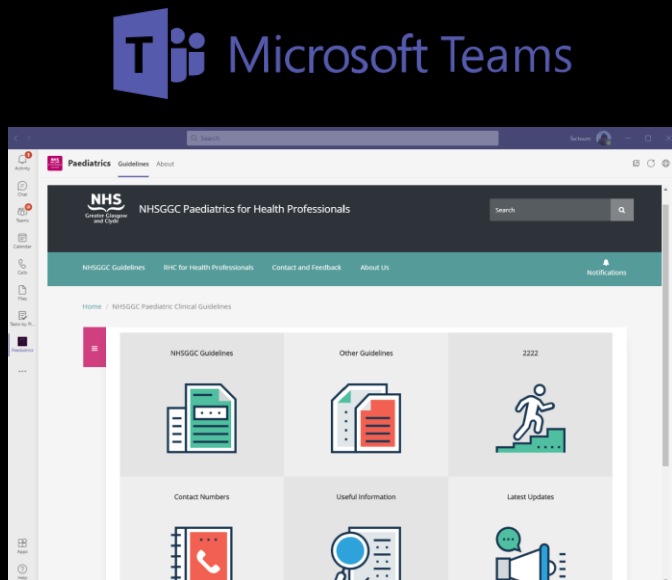 Microsoft Teams
Search
Activity
Chat
Teams
Calendar
Calls
Files
Paediatrics
Apps
Help
Paediatrics Guidelines About
NHS
Greater Glasgow
and Clyde
NHSGGC Paediatrics for Health Professionals
Search
NHSGGC Guidelines RHC for Health Professionals Contact and Feedback About Us Notifications
Home / NHSGGC Paediatric Clinical Guidelines
NHSGGC Guidelines Other Guidelines 2222
Contact Numbers Useful Information Latest Updates